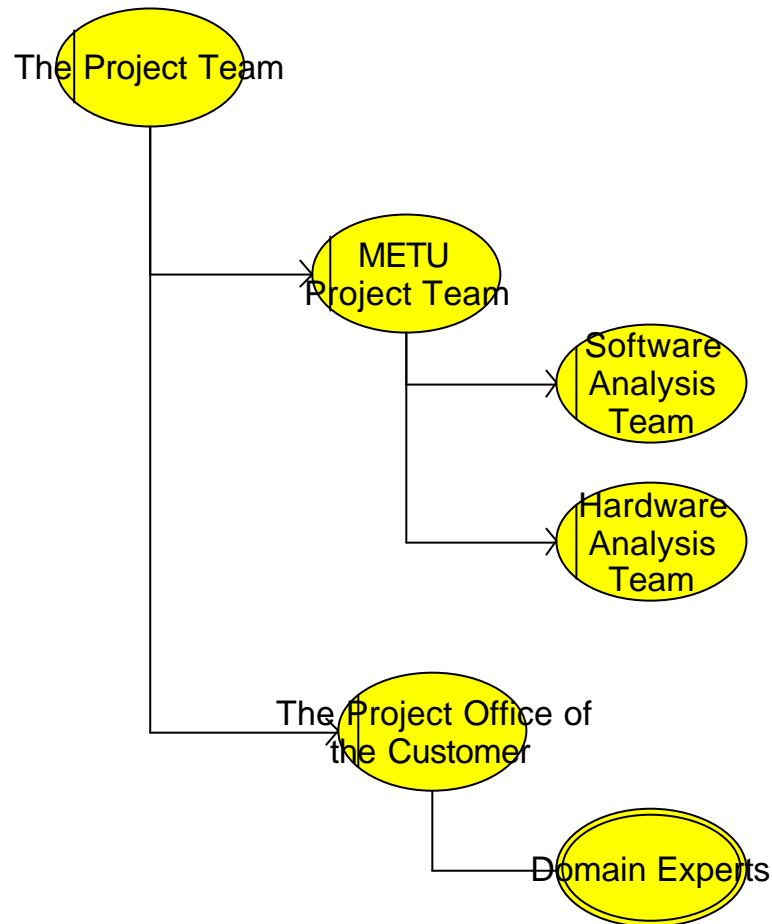 The Project Team
METU
Project Team
Software
Analysis
Team
Hardware
Analysis
Team
The Project Office of
the Customer
Domain Experts